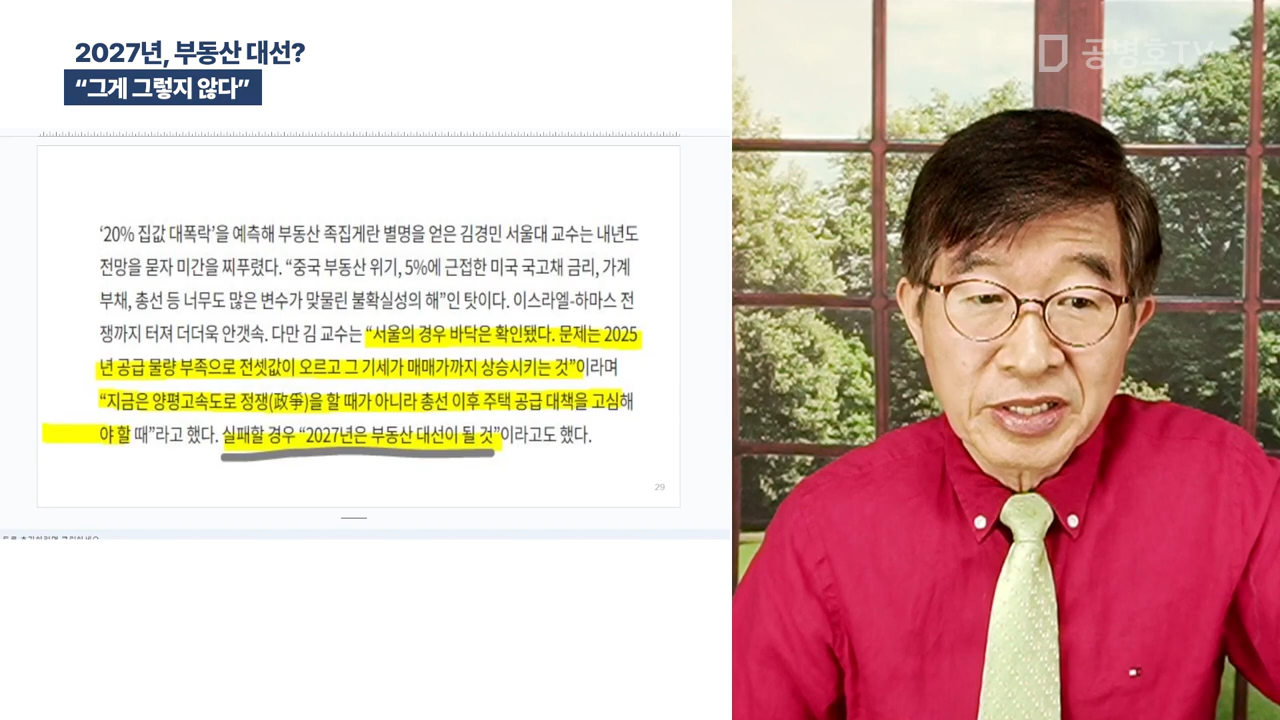 2027년, 부동산 대선?
“그게 그렇지 않다”
공병호TV
‘20% 집값 대폭락’을 예측해 부동산 족집게란 별명을 얻은 김경민 서울대 교수는 내년도
전망을 묻자 미간을 찌푸렸다. “중국 부동산 위기, 5%에 근접한 미국 국고채 금리, 가계
부채, 총선 등 너무도 많은 변수가 맞물린 불확실성의 해”인 탓이다. 이스라엘-하마스 전
쟁까지 터져 더더욱 안갯속. 다만 김 교수는 “서울의 경우 바닥은 확인됐다. 문제는 2025
년 공급 물량 부족으로 전셋값이 오르고 그 기세가 매매가까지 상승시키는 것”이라며
“지금은 양평고속도로 정쟁(政爭)을 할 때가 아니라 총선 이후 주택 공급 대책을 고심해
야 할 때”라고 했다. 실패할 경우 “2027년은 부동산 대선이 될 것”이라고도 했다.
29